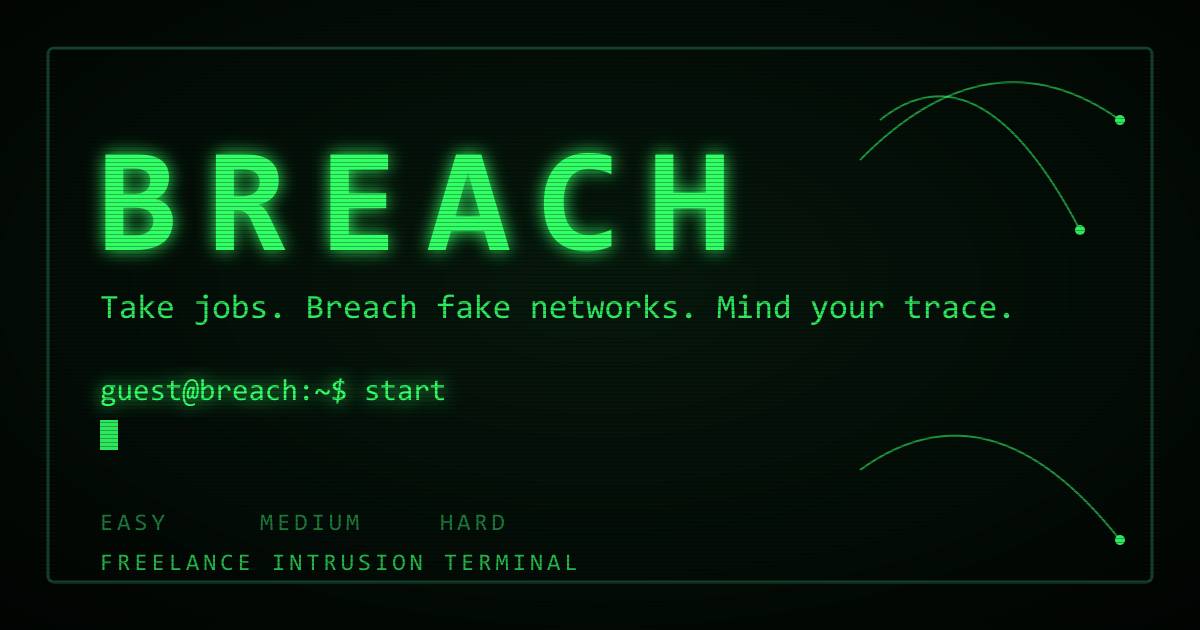 BREACH
Take jobs. Breach fake networks. Mind your trace.
guest@breach:~$ start
EASY MEDIUM HARD
FREELANCE INTRUSION TERMINAL